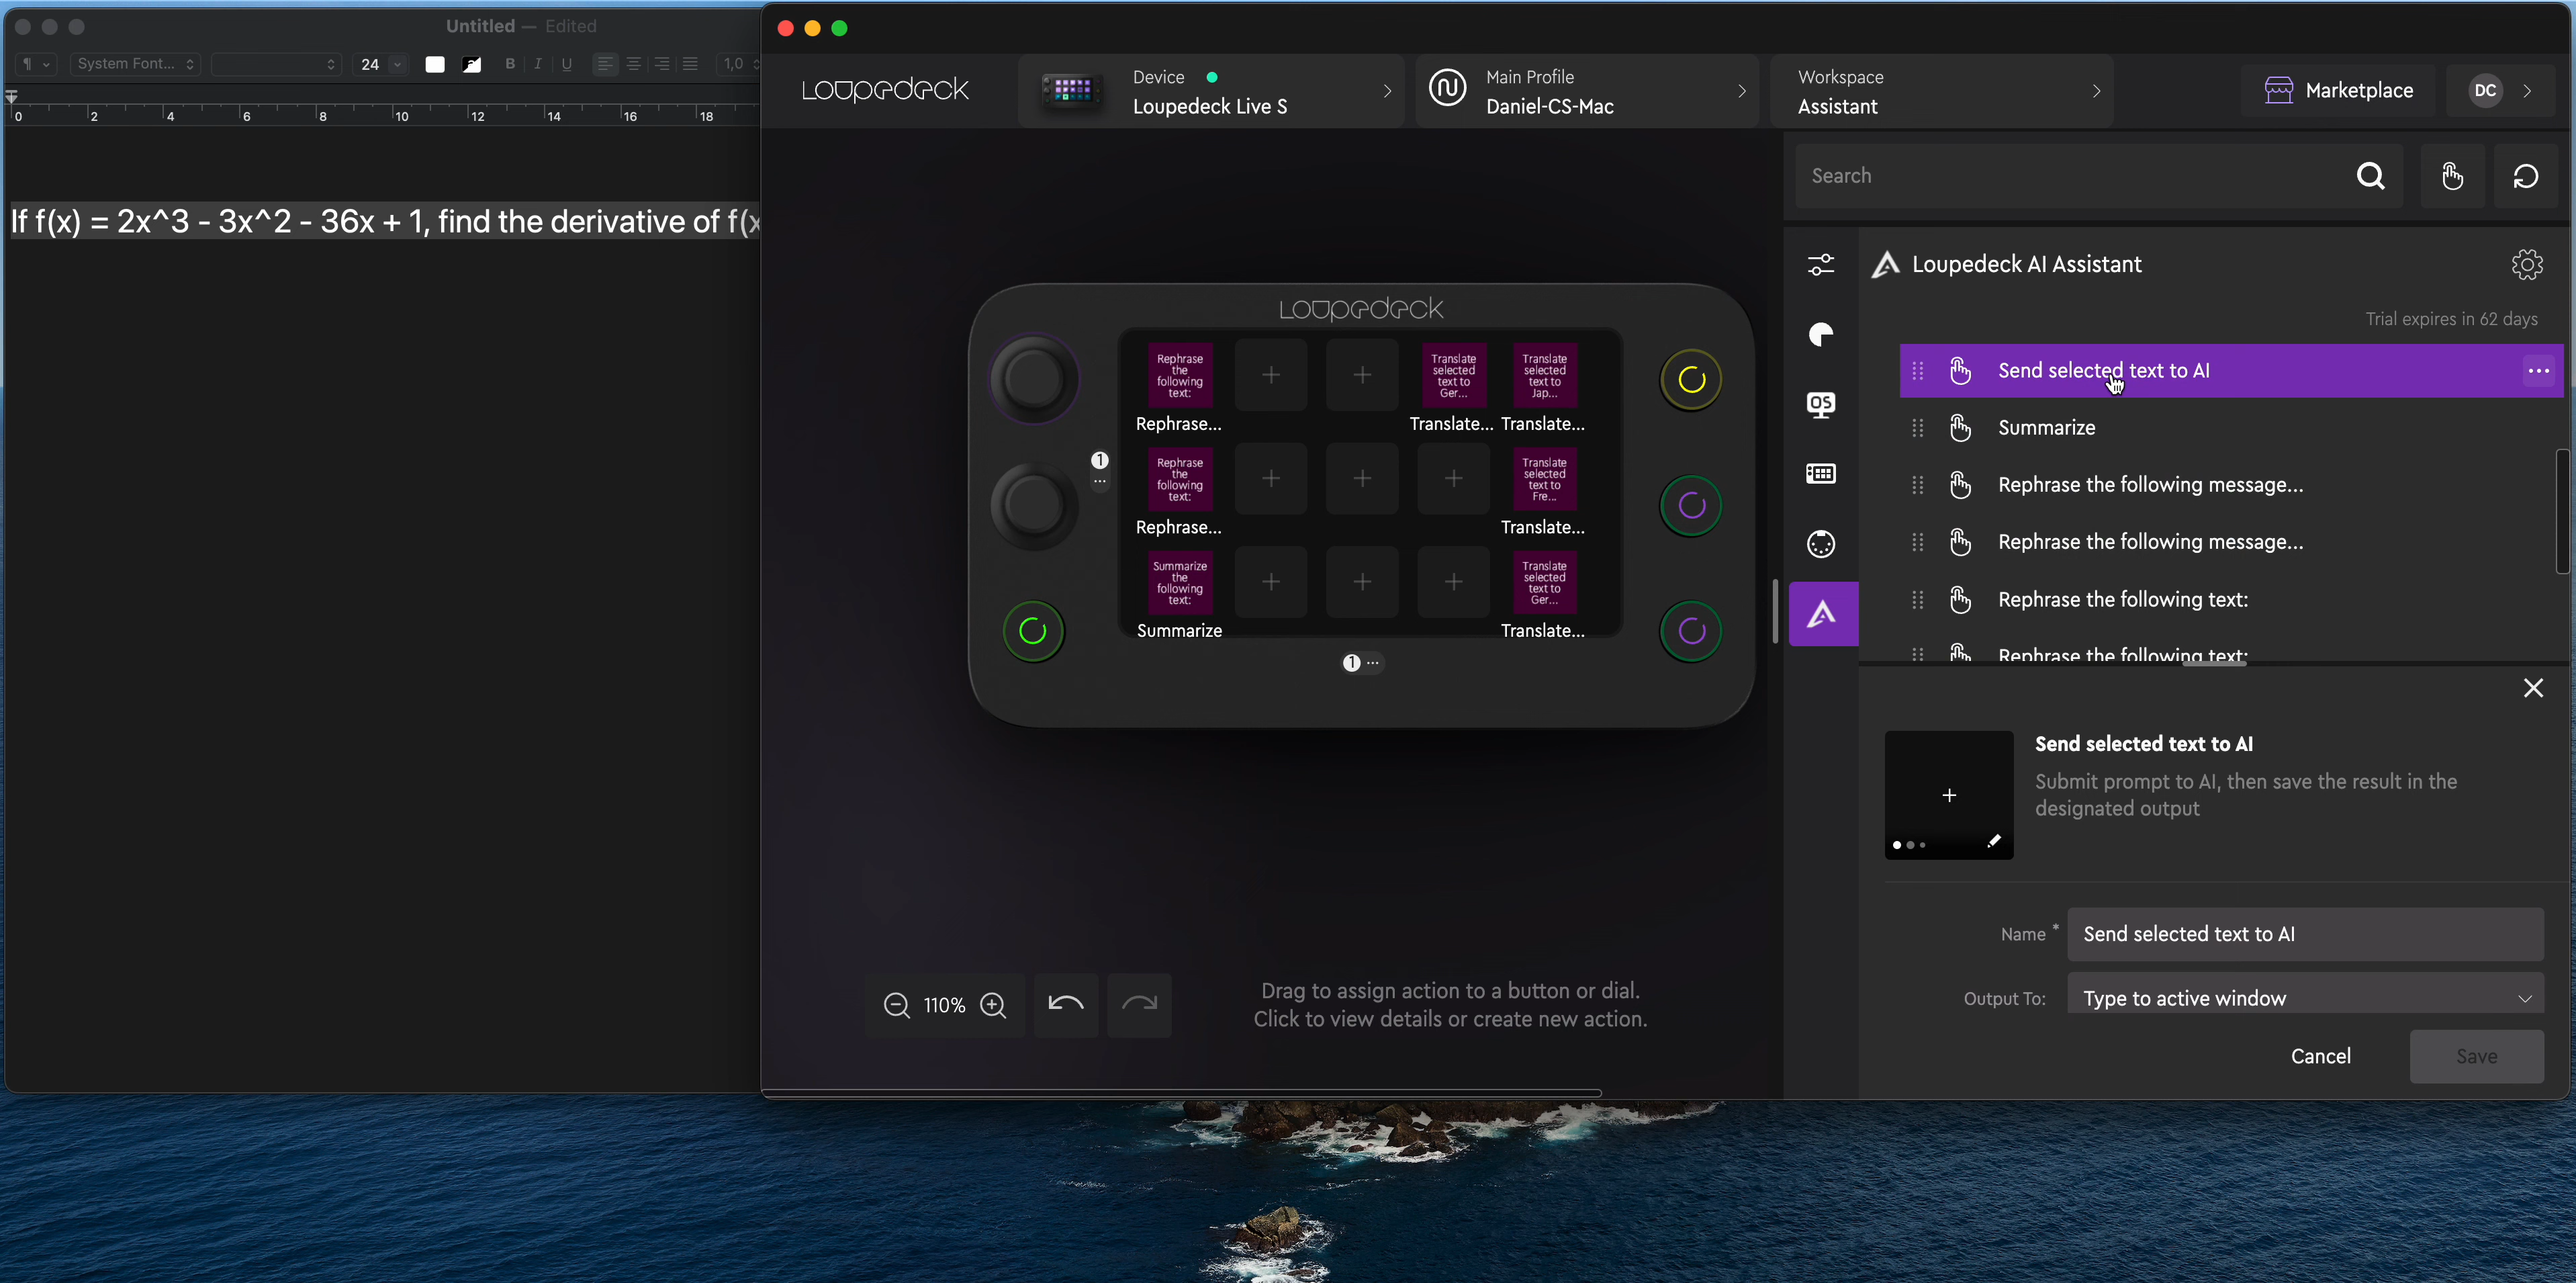 Untitled — Edited
¶
System Font...
24
B I U
1,0
0 2 4 6 8 10 12 14 16 18
If f(x) = 2x^3 - 3x^2 - 36x + 1, find the derivative of f(x
Loupedeck
Device
Loupedeck Live S
Main Profile
Daniel-CS-Mac
Workspace
Assistant
Marketplace
DC
Search
Loupedeck AI Assistant
Trial expires in 62 days
Send selected text to AI
Summarize
Rephrase the following message...
Rephrase the following message...
Rephrase the following text:
Rephrase the following text:
OS
Loupedeck
Rephrase
the
following
text:
Rephrase...
Translate
selected
text to
Ger...
Translate...
Translate
selected
text to
Jap...
Translate...
1
Rephrase
the
following
text:
Rephrase...
Translate
selected
text to
Fre...
Translate...
Summarize
the
following
text:
Summarize
Translate
selected
text to
Ger...
Translate...
1
110%
Drag to assign action to a button or dial.
Click to view details or create new action.
Send selected text to AI
Submit prompt to AI, then save the result in the
designated output
Name *
Send selected text to AI
Output To:
Type to active window
Cancel
Save